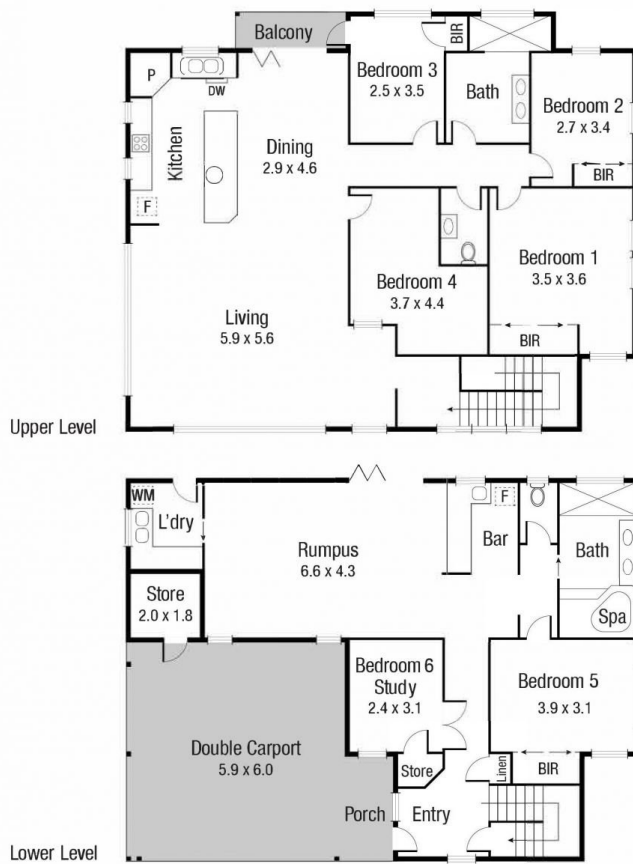 Balcony
BIR
P
DW
Bedroom 3
2.5 x 3.5
Bath
Bedroom 2
2.7 x 3.4
Kitchen
Dining
2.9 x 4.6
BIR
F
Bedroom 4
3.7 x 4.4
Bedroom 1
3.5 x 3.6
Living
5.9 x 5.6
BIR
Upper Level
WM
L'dry
F
Bar
Rumpus
6.6 x 4.3
Bath
Store
2.0 x 1.8
Spa
Bedroom 6
Study
2.4 x 3.1
Bedroom 5
3.9 x 3.1
Double Carport
5.9 x 6.0
Store
Linen
BIR
Porch
Entry
Lower Level